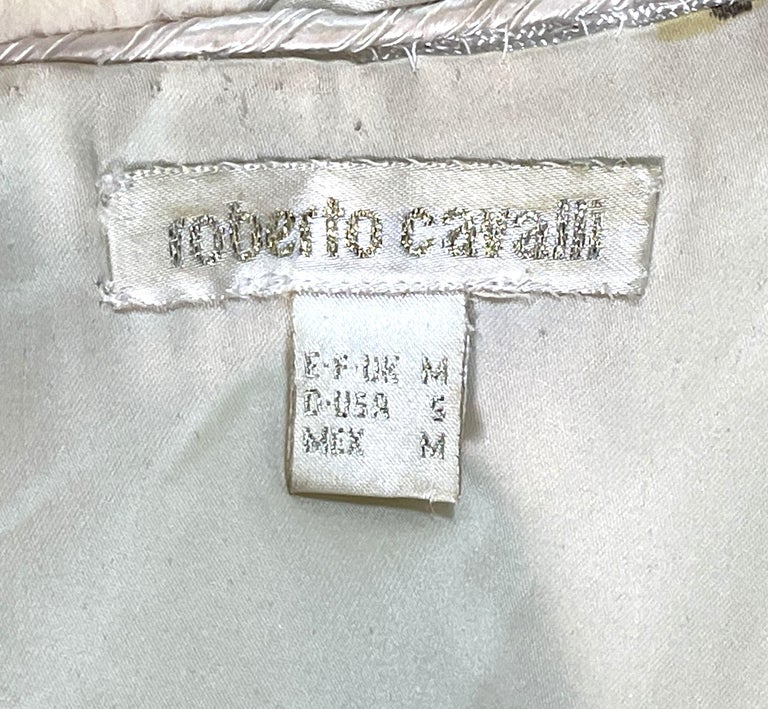 roberto cavalli
E·F·UK M
D·USA S
MEX M